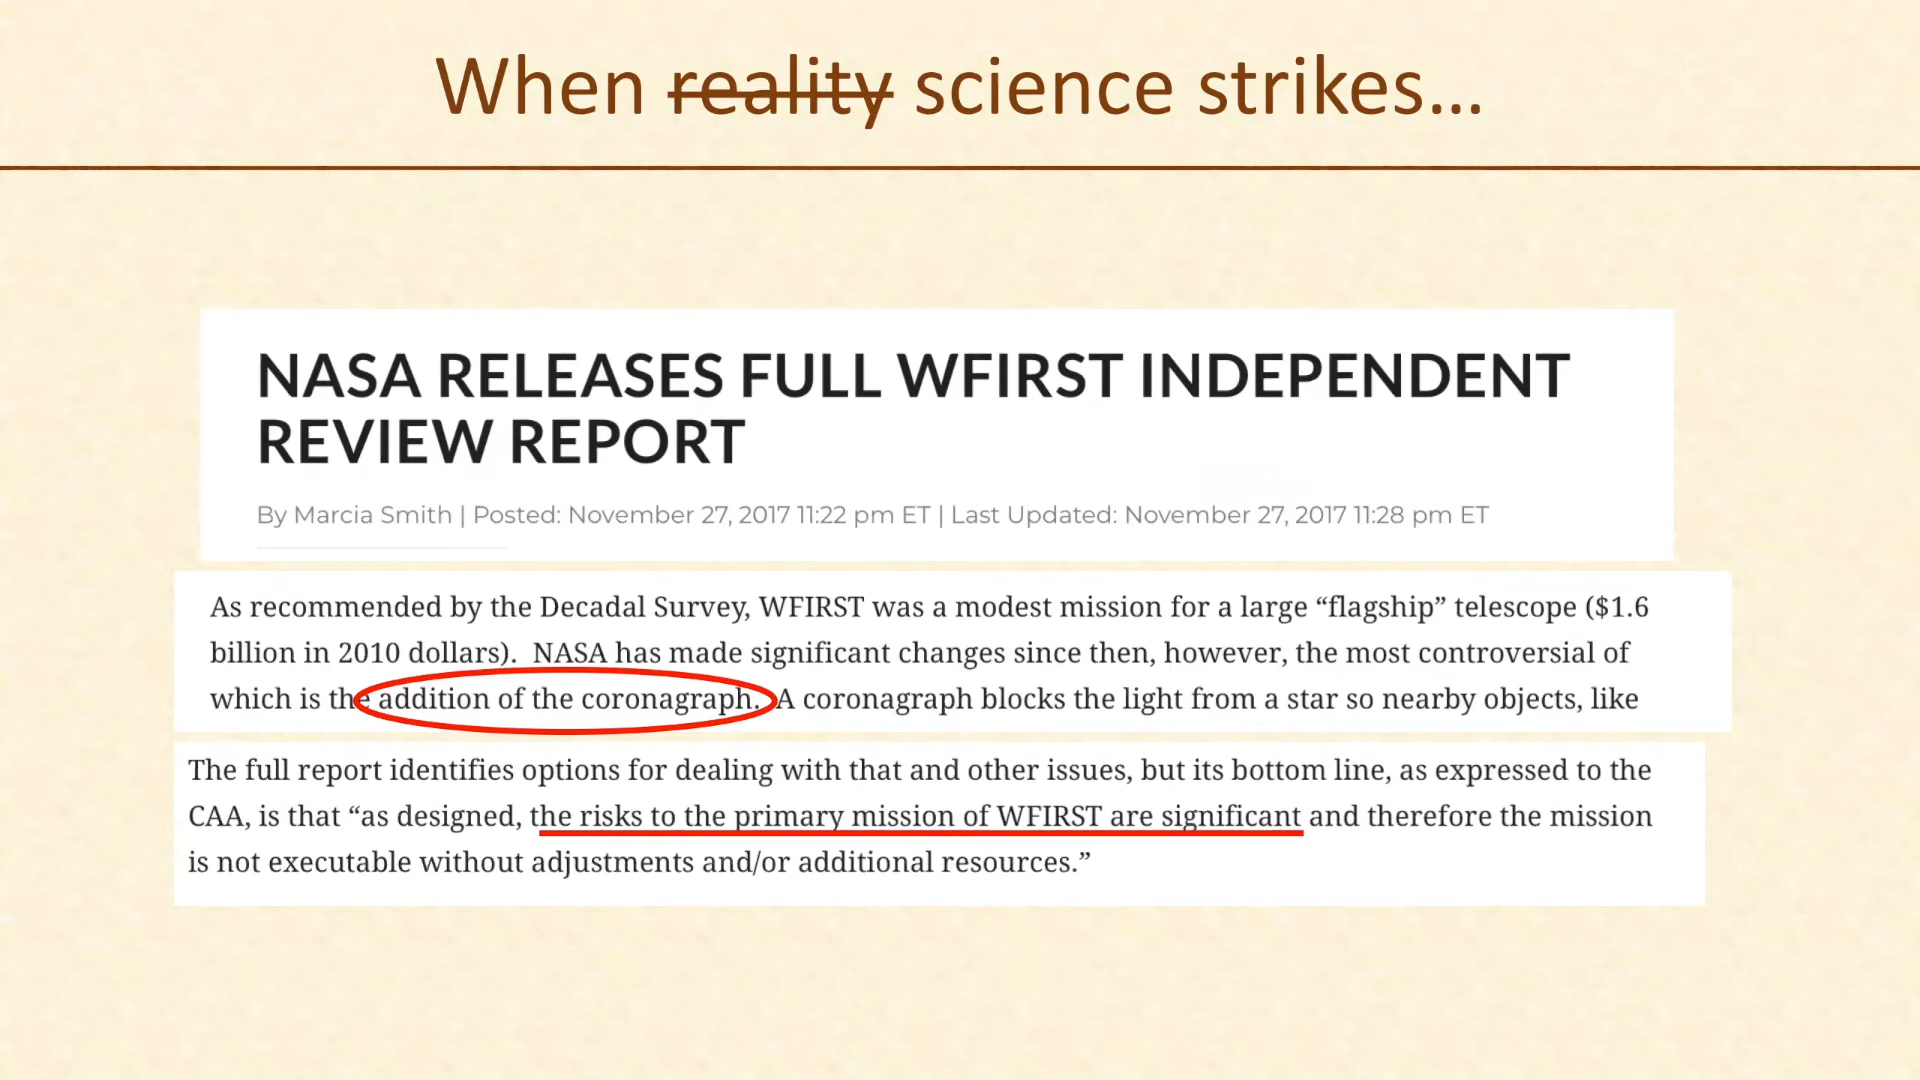 When reality science strikes...
NASA RELEASES FULL WFIRST INDEPENDENT
REVIEW REPORT
By Marcia Smith | Posted: November 27, 2017 11:22 pm ET | Last Updated: November 27, 2017 11:28 pm ET
As recommended by the Decadal Survey, WFIRST was a modest mission for a large “flagship” telescope ($1.6
billion in 2010 dollars).  NASA has made significant changes since then, however, the most controversial of
which is the addition of the coronagraph.  A coronagraph blocks the light from a star so nearby objects, like
The full report identifies options for dealing with that and other issues, but its bottom line, as expressed to the
CAA, is that “as designed, the risks to the primary mission of WFIRST are significant and therefore the mission
is not executable without adjustments and/or additional resources.”